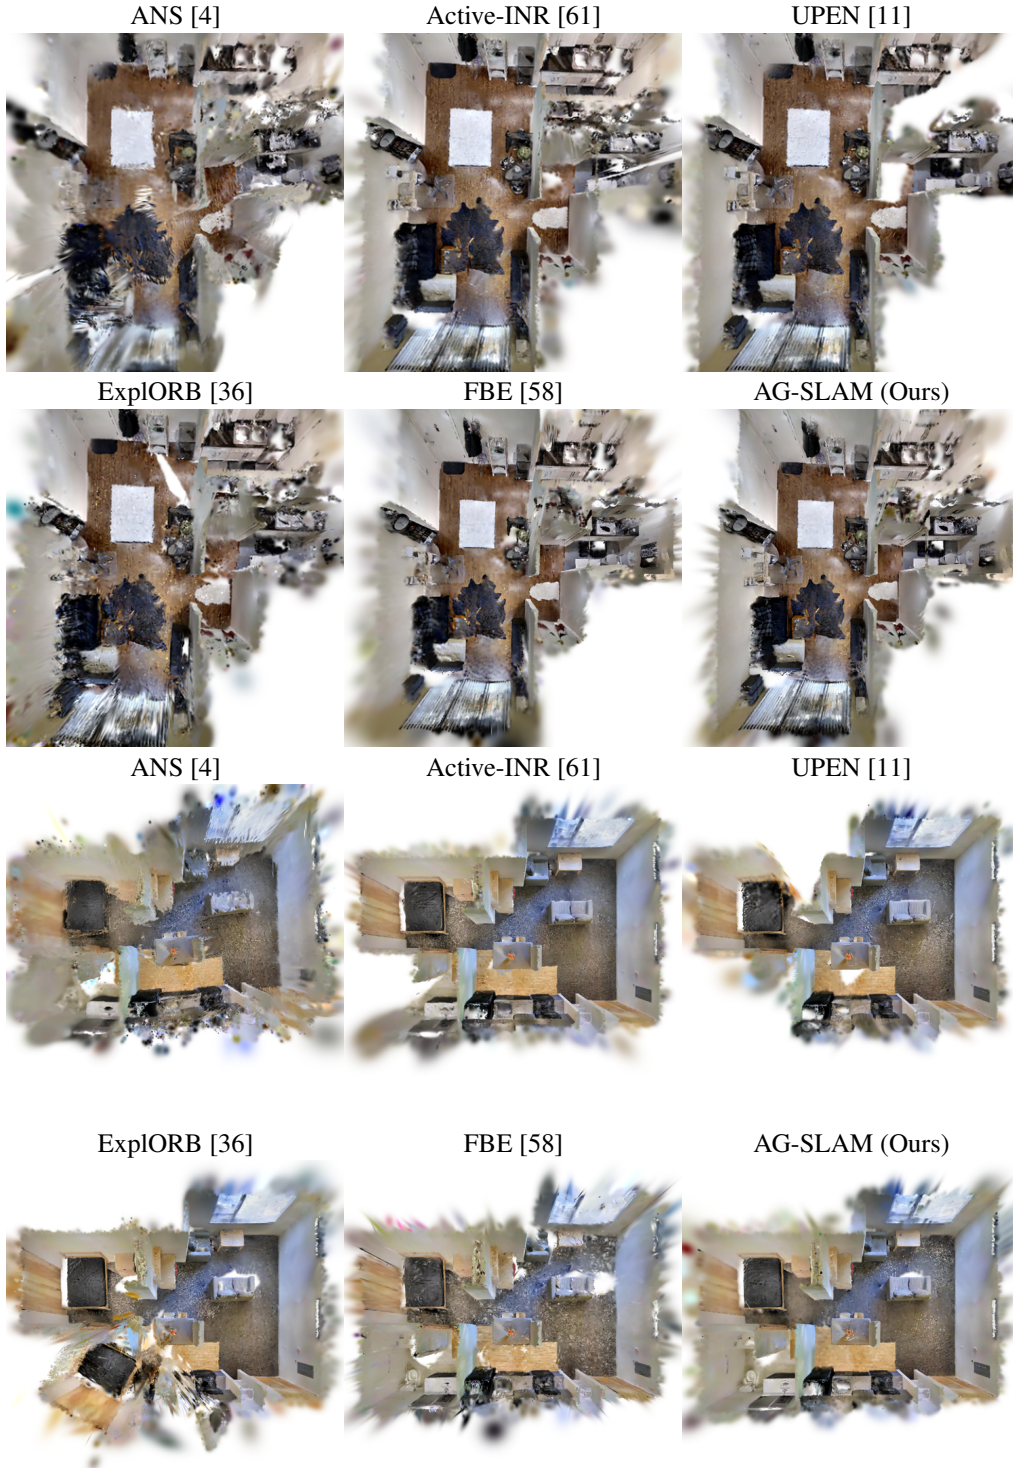 ANS [4] Active-INR [61] UPEN [11]
ExplORB [36] FBE [58] AG-SLAM (Ours)
ANS [4] Active-INR [61] UPEN [11]
ExplORB [36] FBE [58] AG-SLAM (Ours)